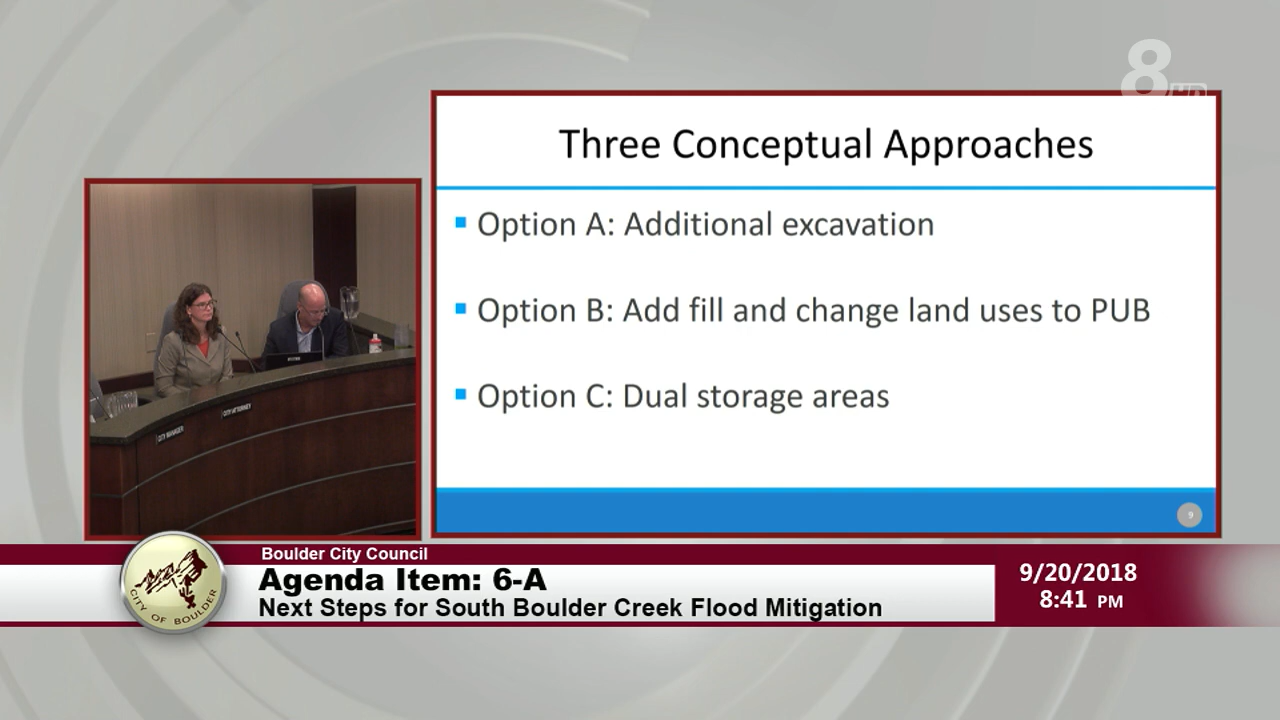 8HD
Three Conceptual Approaches
Option A: Additional excavation
Option B: Add fill and change land uses to PUB
Option C: Dual storage areas
9
CITY MANAGER
CITY ATTORNEY
Boulder City Council
Agenda Item: 6-A
Next Steps for South Boulder Creek Flood Mitigation
9/20/2018
8:41 PM
CITY OF BOULDER